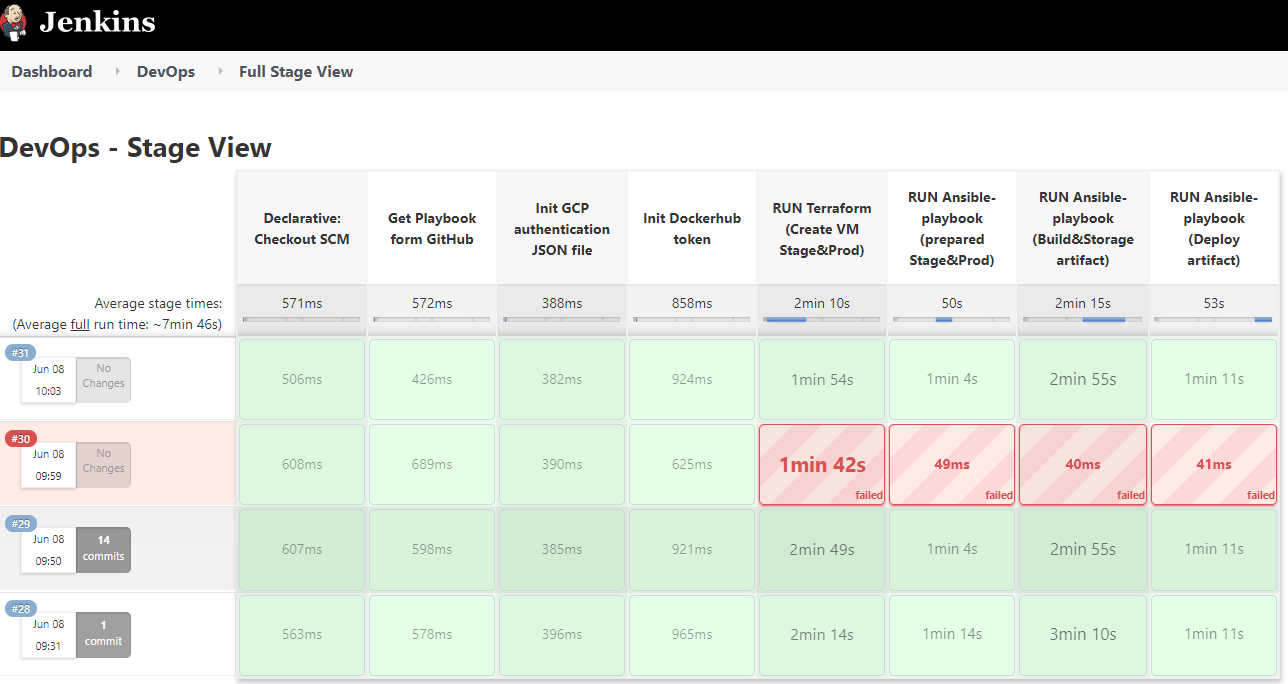 Jenkins
Dashboard
DevOps
Full Stage View
DevOps - Stage View
Declarative:
Checkout SCM
Get Playbook
form GitHub
Init GCP
authentication
JSON file
Init Dockerhub
token
RUN Terraform
(Create VM
Stage&Prod)
RUN Ansible-
playbook
(prepared
Stage&Prod)
RUN Ansible-
playbook
(Build&Storage
artifact)
RUN Ansible-
playbook
(Deploy
artifact)
Average stage times:
(Average full run time: ~7min 46s)
571ms
572ms
388ms
858ms
2min 10s
50s
2min 15s
53s
#31
Jun 08
10:03
No
Changes
506ms
426ms
382ms
924ms
1min 54s
1min 4s
2min 55s
1min 11s
#30
Jun 08
09:59
No
Changes
608ms
689ms
390ms
625ms
1min 42s
failed
49ms
failed
40ms
failed
41ms
failed
#29
Jun 08
09:50
14
commits
607ms
598ms
385ms
921ms
2min 49s
1min 4s
2min 55s
1min 11s
#28
Jun 08
09:31
1
commit
563ms
578ms
396ms
965ms
2min 14s
1min 14s
3min 10s
1min 11s